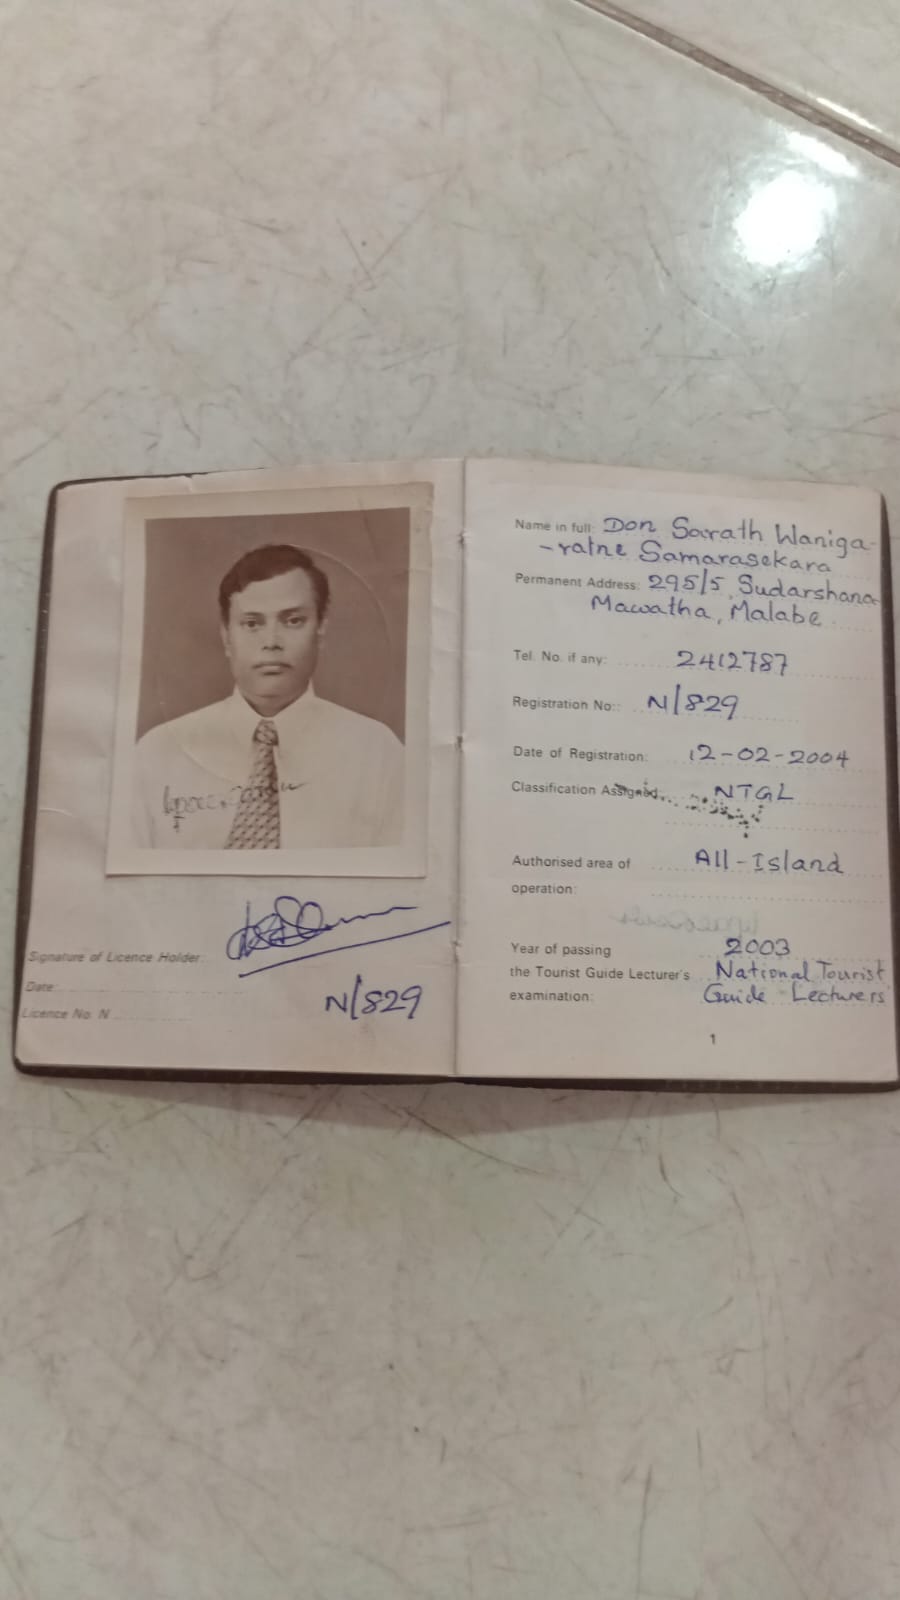 Signature of Licence Holder:
Date:
Licence No. N
N/829
Name in full: Don Sarath Waniga-
-ratne Samarasekara
Permanent Address: 295/5, Sudarshana
Mawatha, Malabe
Tel. No. if any: 2412787
Registration No:: N/829
Date of Registration: 12-02-2004
Classification Assigned NTGL
Authorised area of All-Island
operation:
Year of passing 2003
the Tourist Guide Lecturer's National Tourist
examination: Guide Lecturers
1